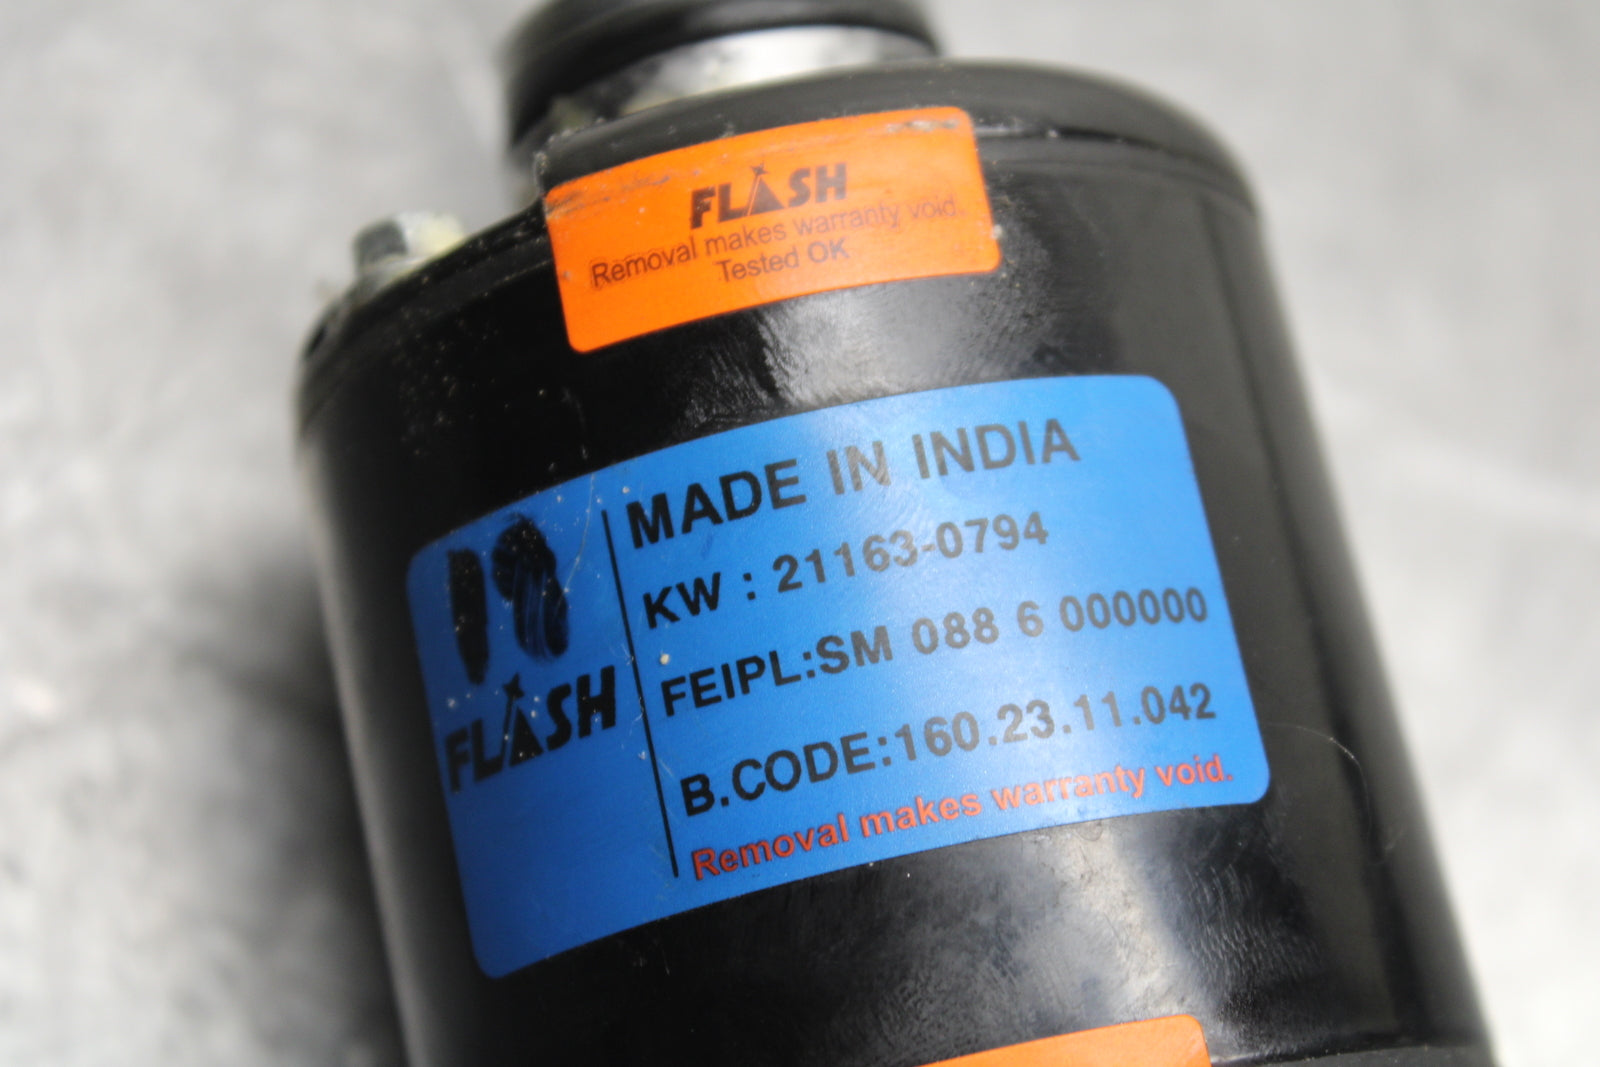 FLASH
Removal makes warranty void.
Tested OK
MADE IN INDIA
KW : 21163-0794
FEIPL:SM 088 6 000000
B.CODE:160.23.11.042
Removal makes warranty void.
18
FLASH